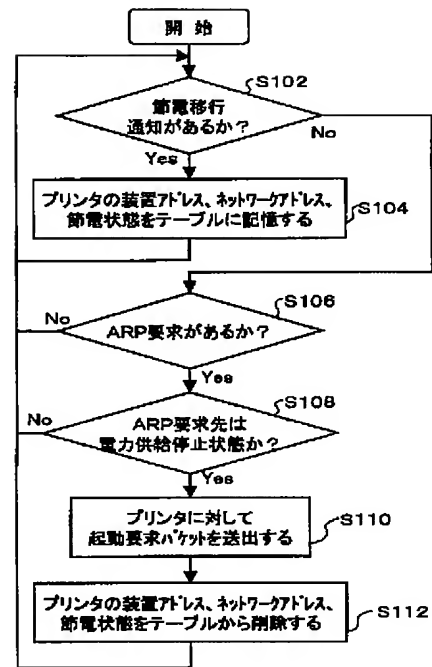 開 始
S102
節電移行
通知があるか?
No
Yes
プリンタの装置アドレス、ネットワークアドレス、
節電状態をテーブルに記憶する
S104
S106
No
ARP要求があるか?
Yes
S108
No
ARP要求先は
電力供給停止状態か?
Yes
プリンタに対して
起動要求パケットを送出する
S110
プリンタの装置アドレス、ネットワークアドレス、
節電状態をテーブルから削除する
S112